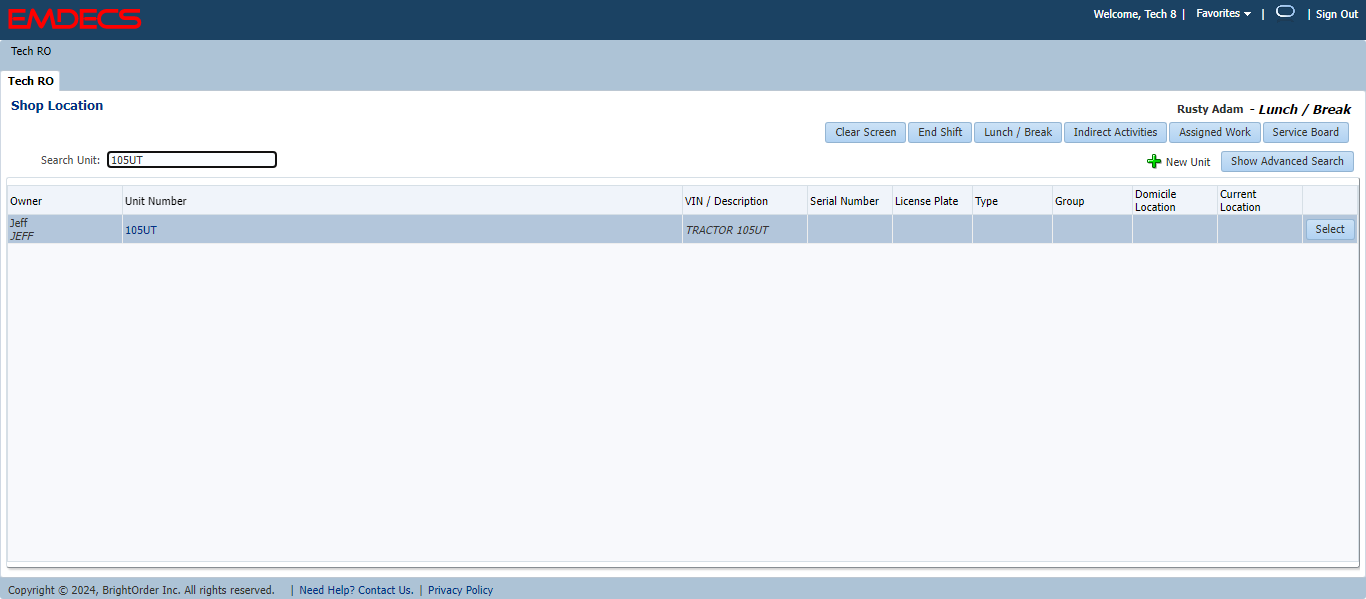 EMDECS
Welcome, Tech 8 | Favorites | | Sign Out
Tech RO
Tech RO
Shop Location
Rusty Adam - Lunch / Break
Clear Screen End Shift Lunch / Break Indirect Activities Assigned Work Service Board
Search Unit: 105UT
New Unit Show Advanced Search
Owner Unit Number VIN / Description Serial Number License Plate Type Group Domicile Location Current Location
Jeff
JEFF
105UT TRACTOR 105UT Select
Copyright © 2024, BrightOrder Inc. All rights reserved. | Need Help? Contact Us. | Privacy Policy